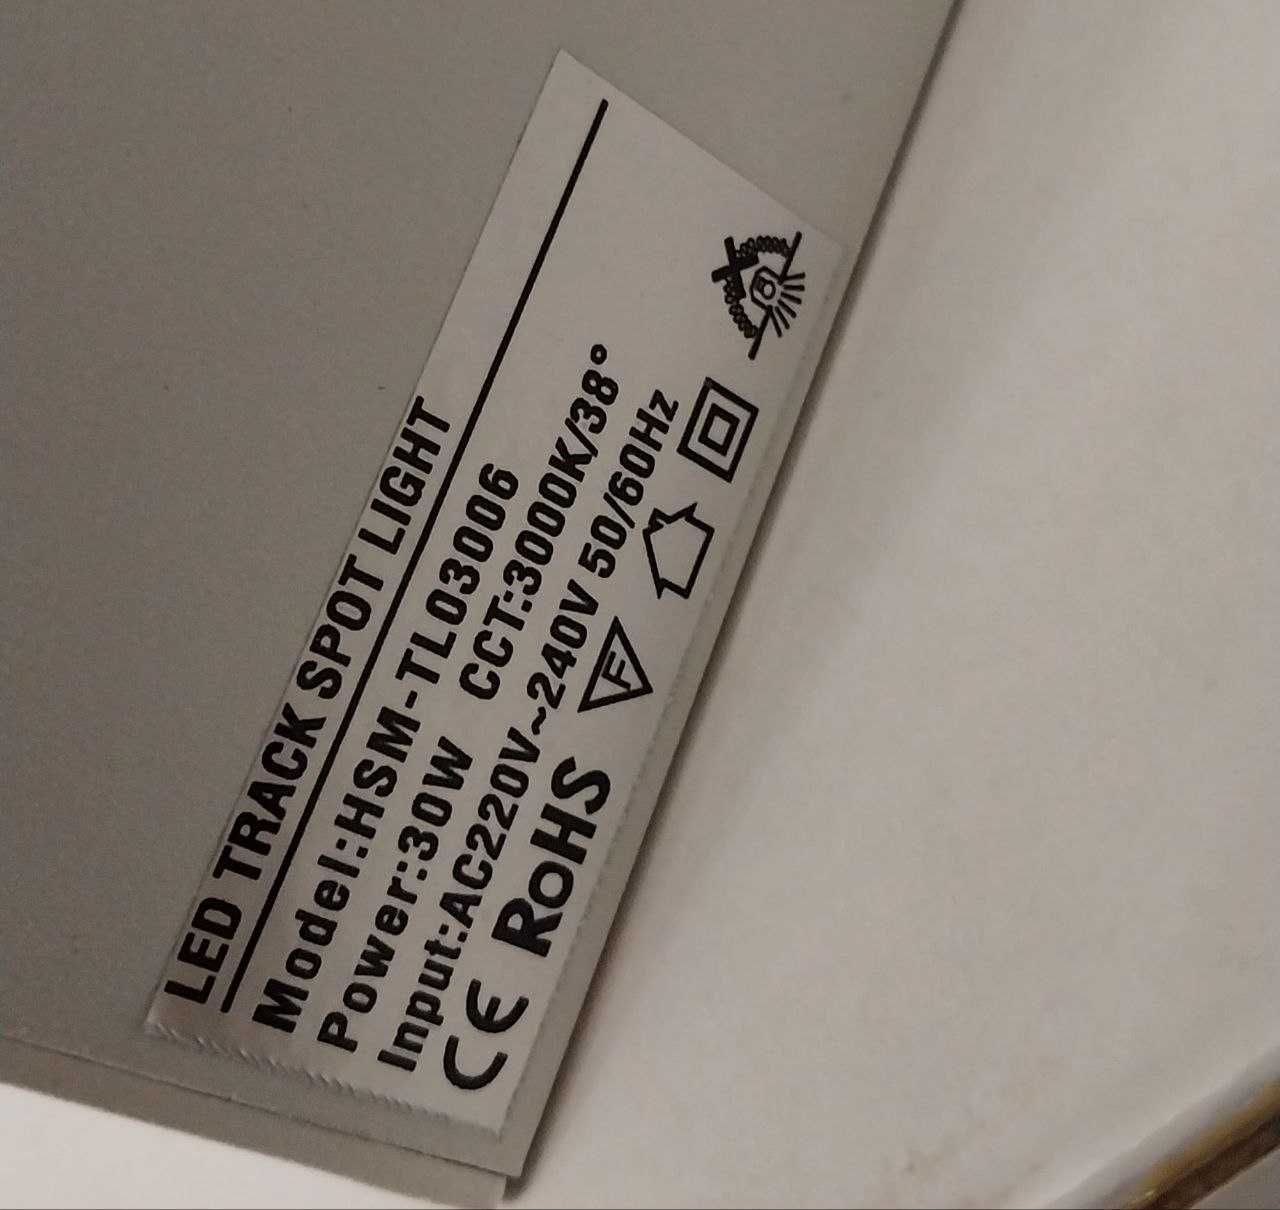 LED TRACK SPOT LIGHT
Model:HSM-TL03006
Power:30W CCT:3000K/38°
Input:AC220V~240V 50/60Hz
CE RoHS F